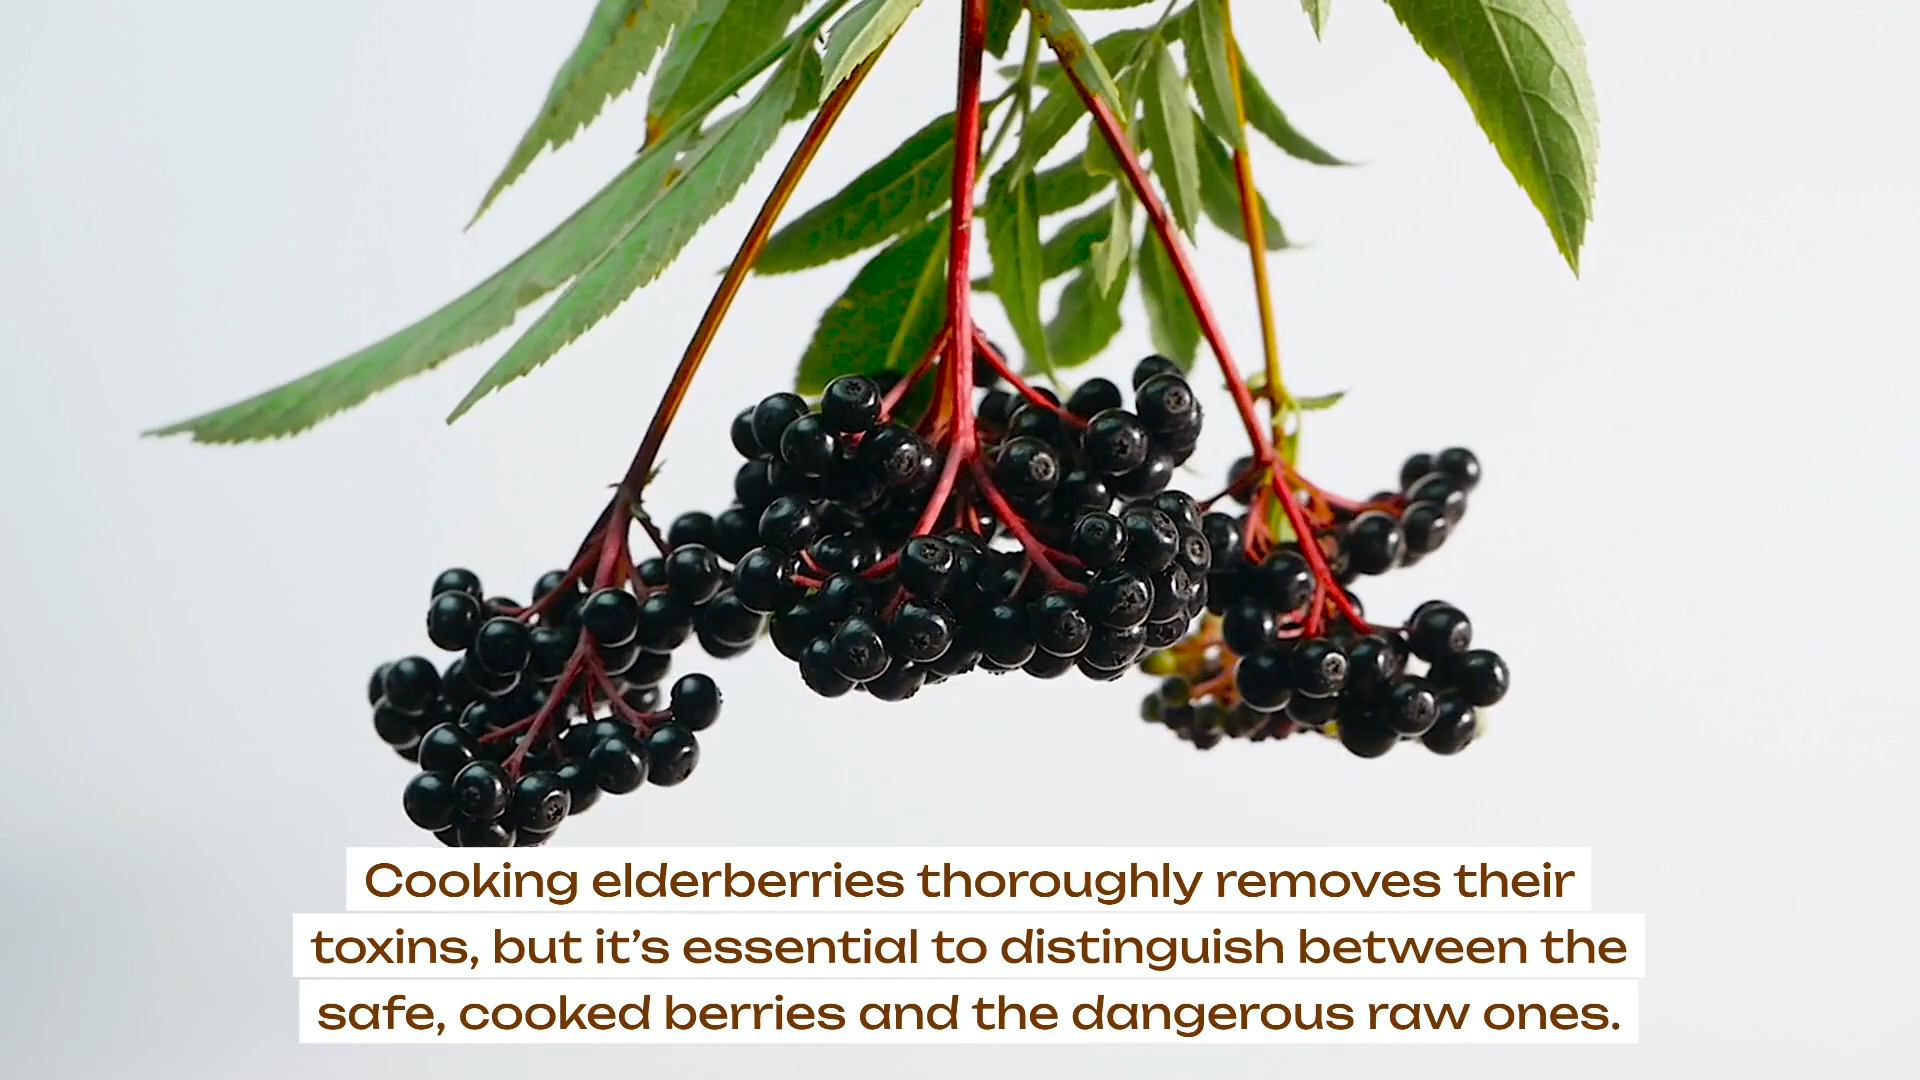 Cooking elderberries thoroughly removes their
toxins, but it’s essential to distinguish between the
safe, cooked berries and the dangerous raw ones.